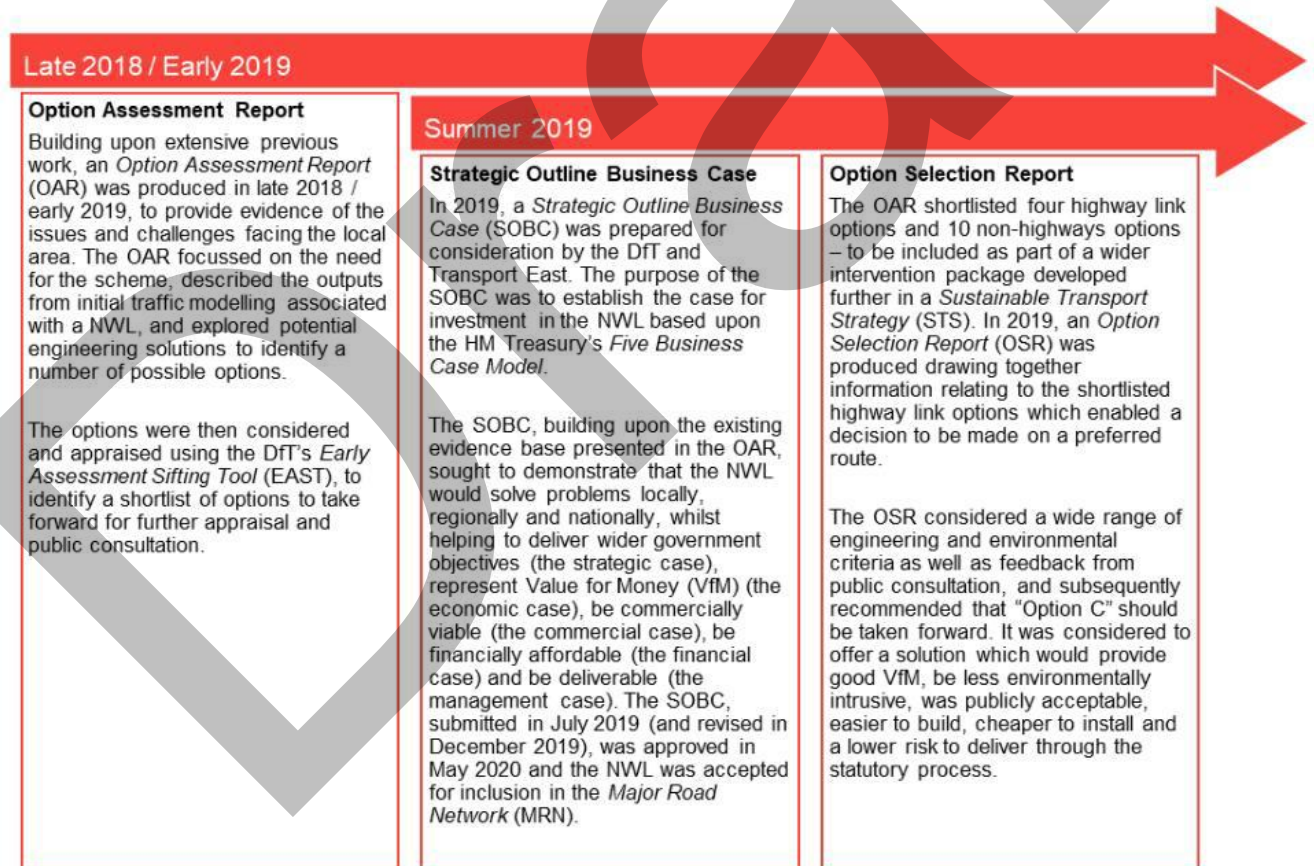 Late 2018 / Early 2019
Option Assessment Report
Building upon extensive previous
work, an Option Assessment Report
(OAR) was produced in late 2018 /
early 2019, to provide evidence of the
issues and challenges facing the local
area. The OAR focussed on the need
for the scheme, described the outputs
from initial traffic modelling associated
with a NWL, and explored potential
engineering solutions to identify a
number of possible options.
The options were then considered
and appraised using the DfT's Early
Assessment Sifting Tool (EAST), to
identify a shortlist of options to take
forward for further appraisal and
public consultation.
Summer 2019
Strategic Outline Business Case
In 2019, a Strategic Outline Business
Case (SOBC) was prepared for
consideration by the DfT and
Transport East. The purpose of the
SOBC was to establish the case for
investment in the NWL based upon
the HM Treasury's Five Business
Case Model.
The SOBC, building upon the existing
evidence base presented in the OAR,
sought to demonstrate that the NWL
would solve problems locally,
regionally and nationally, whilst
helping to deliver wider government
objectives (the strategic case),
represent Value for Money (VfM) (the
economic case), be commercially
viable (the commercial case), be
financially affordable (the financial
case) and be deliverable (the
management case). The SOBC,
submitted in July 2019 (and revised in
December 2019), was approved in
May 2020 and the NWL was accepted
for inclusion in the Major Road
Network (MRN).
Option Selection Report
The OAR shortlisted four highway link
options and 10 non-highways options
– to be included as part of a wider
intervention package developed
further in a Sustainable Transport
Strategy (STS). In 2019, an Option
Selection Report (OSR) was
produced drawing together
information relating to the shortlisted
highway link options which enabled a
decision to be made on a preferred
route.
The OSR considered a wide range of
engineering and environmental
criteria as well as feedback from
public consultation, and subsequently
recommended that "Option C" should
be taken forward. It was considered to
offer a solution which would provide
good VfM, be less environmentally
intrusive, was publicly acceptable,
easier to build, cheaper to install and
a lower risk to deliver through the
statutory process.